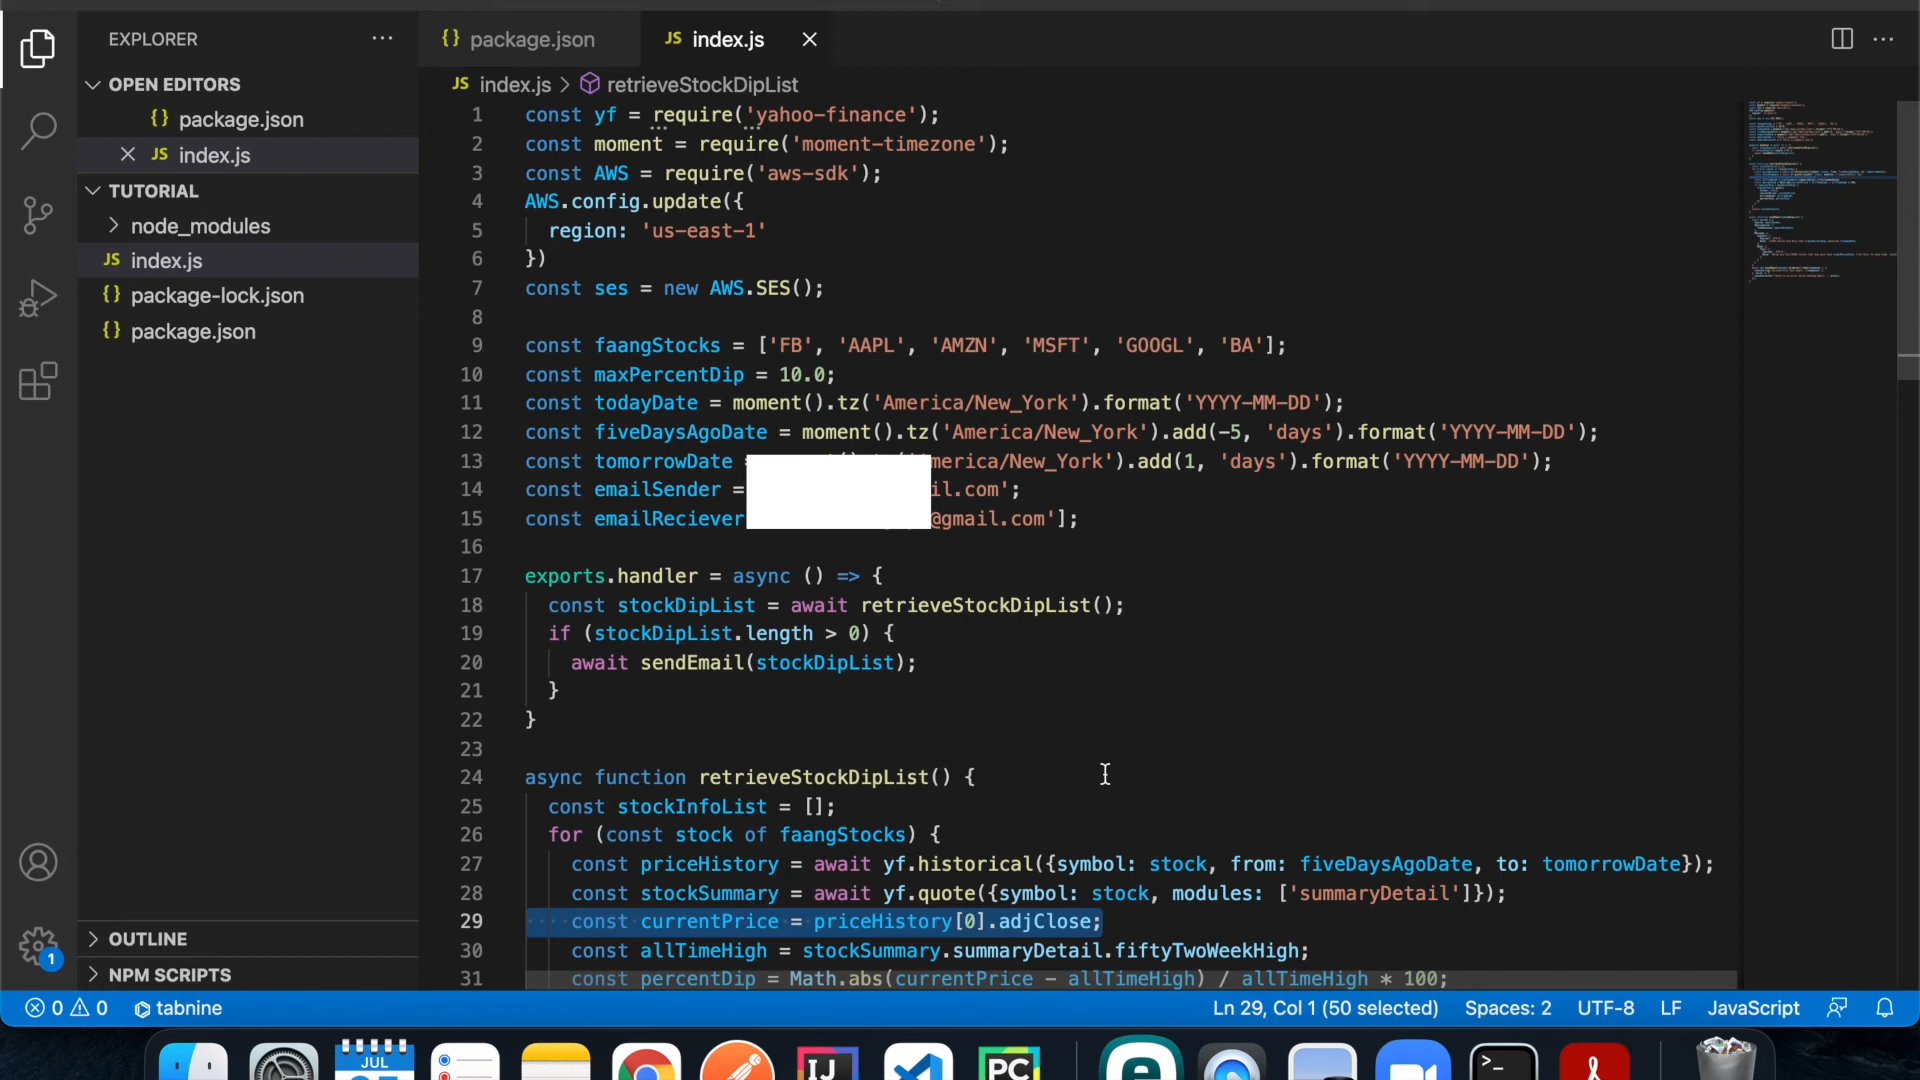 EXPLORER
{} package.json
JS index.js
OPEN EDITORS
JS index.js > retrieveStockDipList
{} package.json
JS index.js
TUTORIAL
node_modules
JS index.js
{} package-lock.json
{} package.json
1 const yf = require('yahoo-finance');
2 const moment = require('moment-timezone');
3 const AWS = require('aws-sdk');
4 AWS.config.update({
5 region: 'us-east-1'
6 })
7 const ses = new AWS.SES();
8
9 const faangStocks = ['FB', 'AAPL', 'AMZN', 'MSFT', 'GOOGL', 'BA'];
10 const maxPercentDip = 10.0;
11 const todayDate = moment().tz('America/New_York').format('YYYY-MM-DD');
12 const fiveDaysAgoDate = moment().tz('America/New_York').add(-5, 'days').format('YYYY-MM-DD');
13 const tomorrowDate merica/New_York').add(1, 'days').format('YYYY-MM-DD');
14 const emailSender = il.com';
15 const emailReciever @gmail.com'];
16
17 exports.handler = async () => {
18 const stockDipList = await retrieveStockDipList();
19 if (stockDipList.length > 0) {
20 await sendEmail(stockDipList);
21 }
22 }
23
24 async function retrieveStockDipList() {
25 const stockInfoList = [];
26 for (const stock of faangStocks) {
27 const priceHistory = await yf.historical({symbol: stock, from: fiveDaysAgoDate, to: tomorrowDate});
28 const stockSummary = await yf.quote({symbol: stock, modules: ['summaryDetail']});
29 const currentPrice = priceHistory[0].adjClose;
30 const allTimeHigh = stockSummary.summaryDetail.fiftyTwoWeekHigh;
31 const percentDip = Math.abs(currentPrice - allTimeHigh) / allTimeHigh * 100;
OUTLINE
NPM SCRIPTS
1
0 0 tabnine
Ln 29, Col 1 (50 selected) Spaces: 2 UTF-8 LF JavaScript
JUL
IJ
PC